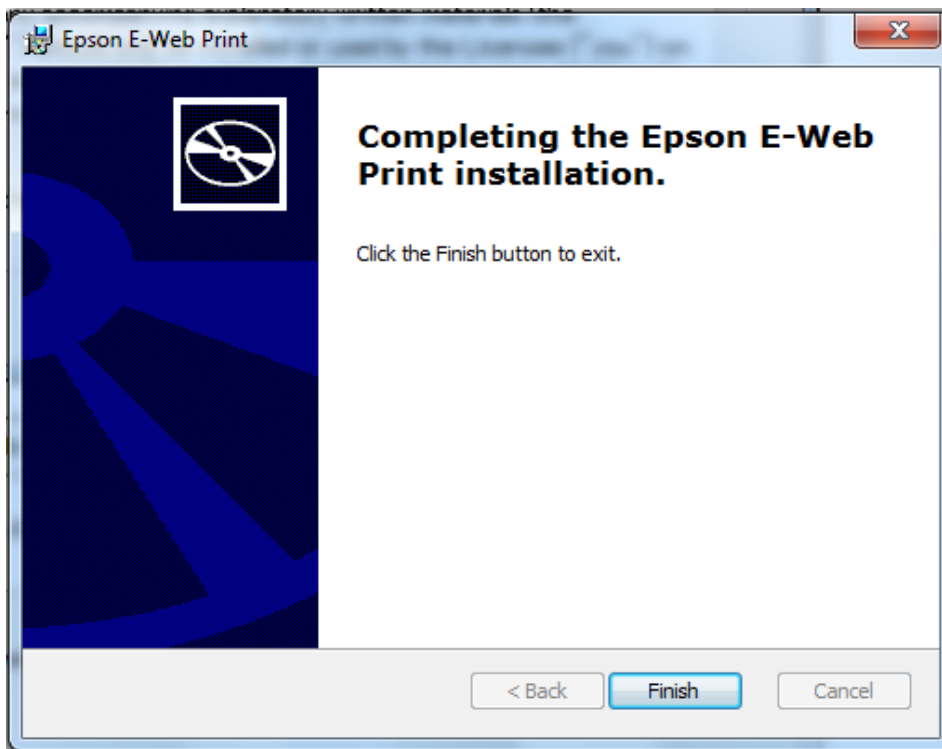 Epson E-Web Print
Completing the Epson E-Web
Print installation.
Click the Finish button to exit.
< Back
Finish
Cancel